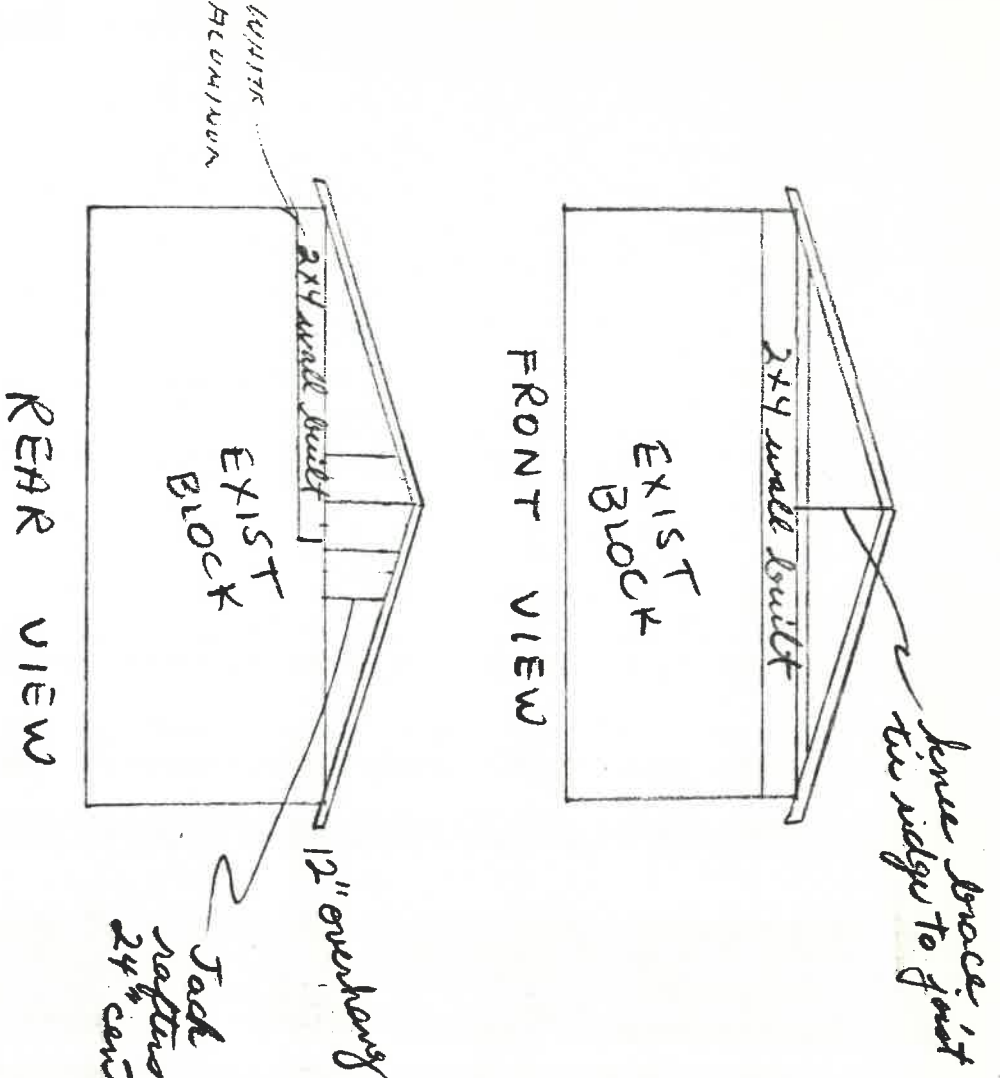 knee brace
tie ridge to joist
2x4 wall built
EXIST
BLOCK
FRONT VIEW
12" overhang
Jack
rafters
24" cen
WHITE
ALUMINUM
2x4 wall built
EXIST
BLOCK
REAR VIEW